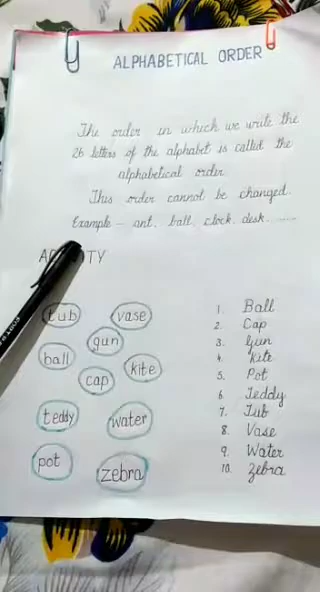 ALPHABETICAL ORDER
The order in which we write the
26 letters of the alphabet is called the
alphabetical order
This order cannot be changed.
Example - ant, ball, clock, desk, ......
tub
vase
gun
ball
kite
cap
teddy
water
pot
zebra
1. Ball
2. Cap
3. Gun
4. Kite
5. Pot
6. Teddy
7. Tub
8. Vase
9. Water
10. Zebra